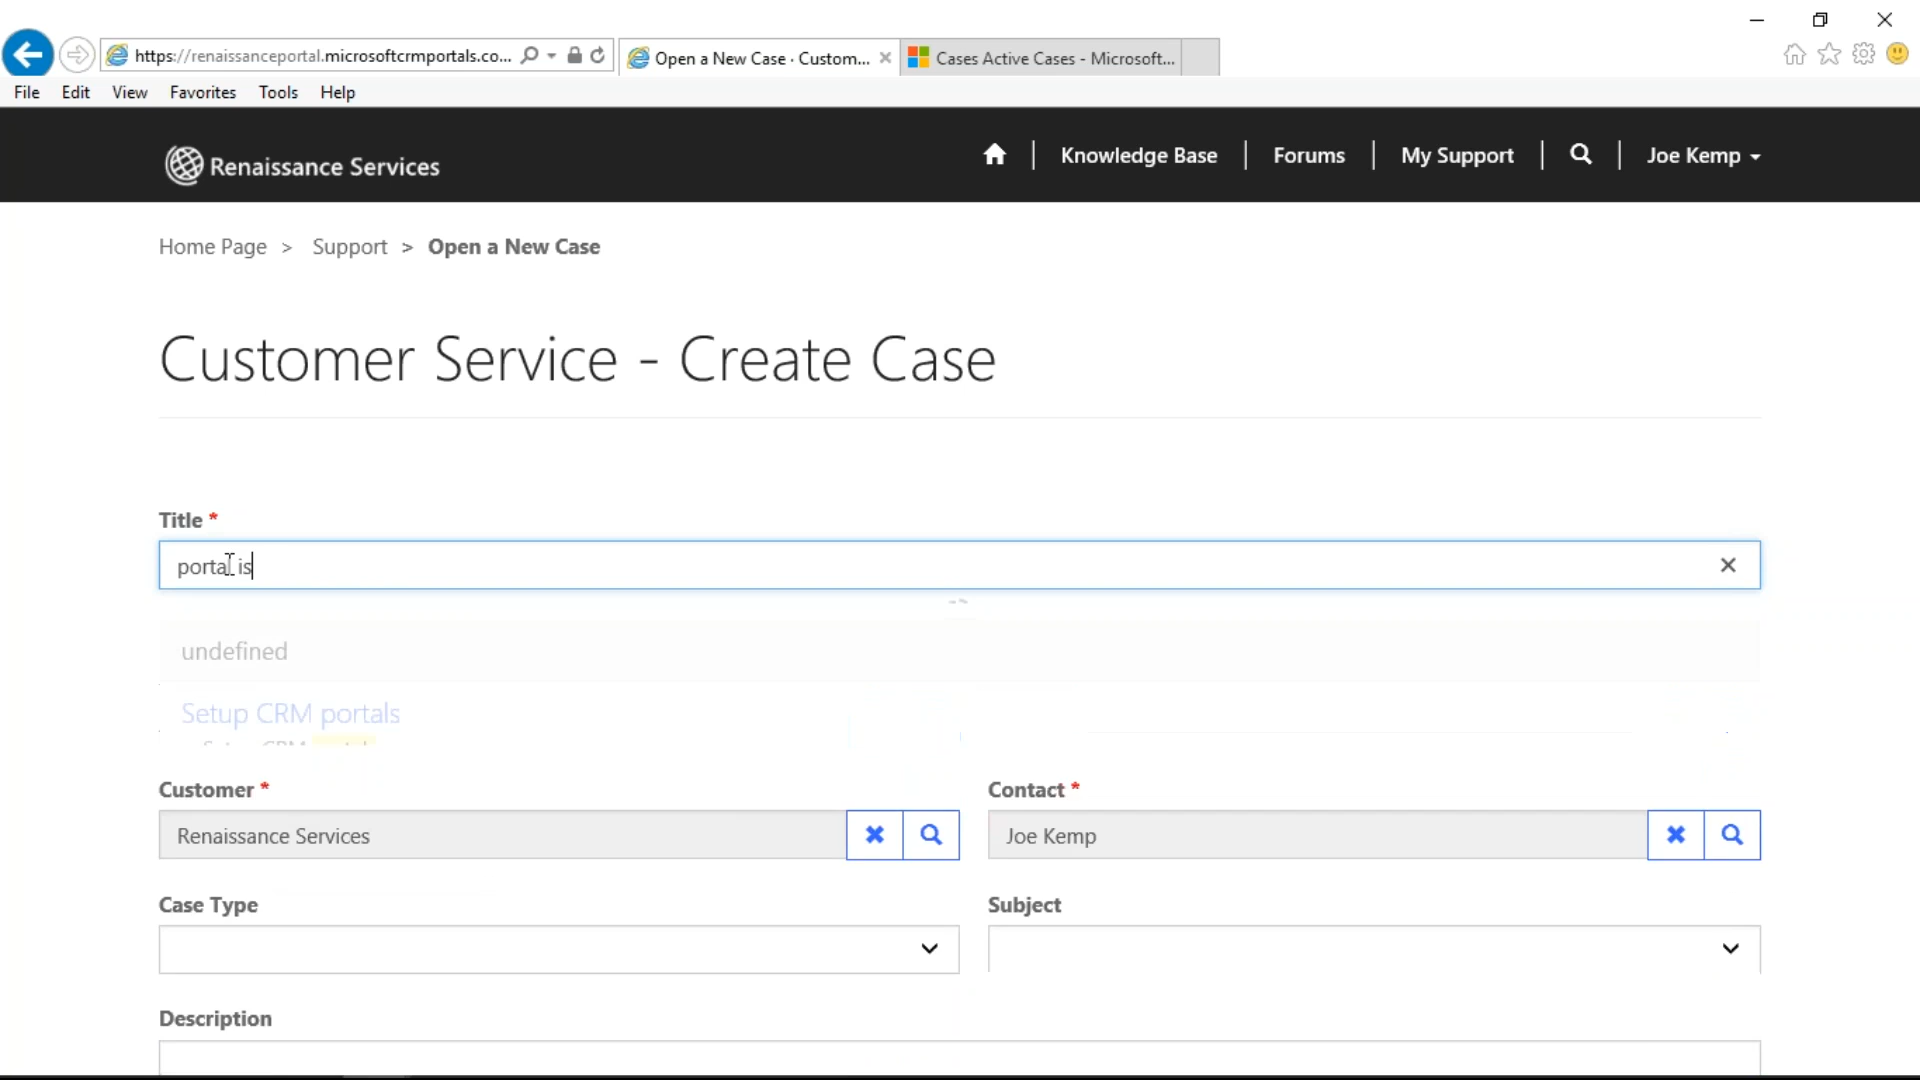 https://renaissanceportal.microsoftcrmportals.co...
Open a New Case · Custom...
Cases Active Cases - Microsoft...
File Edit View Favorites Tools Help
Renaissance Services
Knowledge Base
Forums
My Support
Joe Kemp
Home Page > Support > Open a New Case
Customer Service - Create Case
Title *
portal is
undefined
Setup CRM portals
Customer *
Contact *
Renaissance Services
Joe Kemp
Case Type
Subject
Description